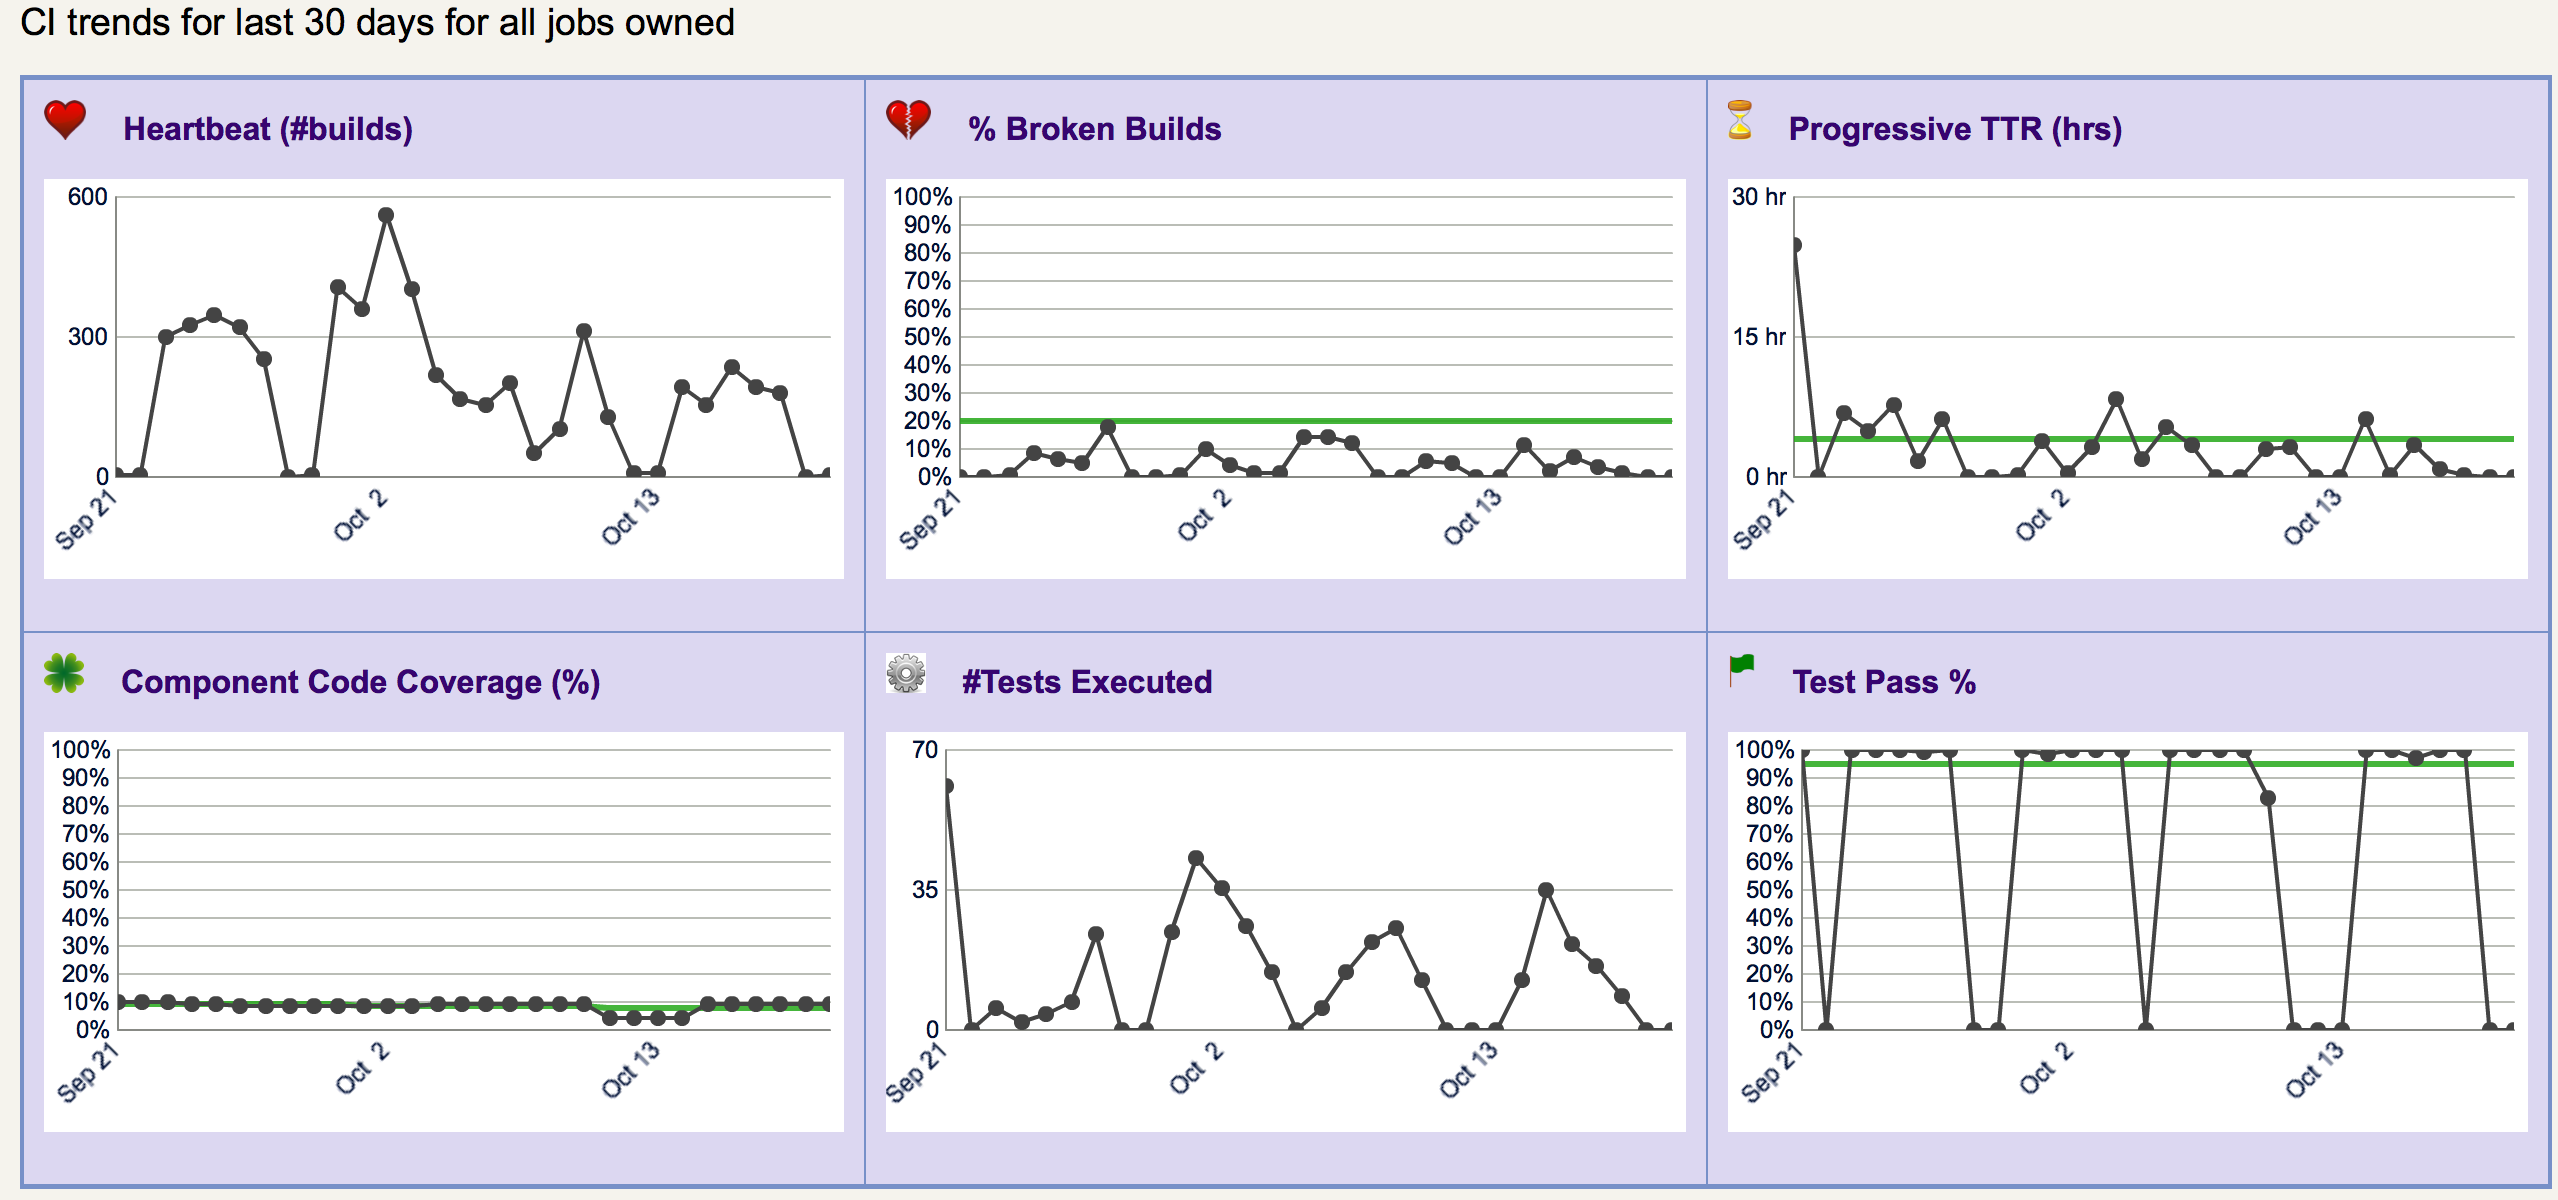 CI trends for last 30 days for all jobs owned
Heartbeat (#builds)
600
300
0
Sep 21
Oct 2
Oct 13
% Broken Builds
100%
90%
80%
70%
60%
50%
40%
30%
20%
10%
0%
Sep 21
Oct 2
Oct 13
Progressive TTR (hrs)
30 hr
15 hr
0 hr
Sep 21
Oct 2
Oct 13
Component Code Coverage (%)
100%
90%
80%
70%
60%
50%
40%
30%
20%
10%
0%
Sep 21
Oct 2
Oct 13
#Tests Executed
70
35
0
Sep 21
Oct 2
Oct 13
Test Pass %
100%
90%
80%
70%
60%
50%
40%
30%
20%
10%
0%
Sep 21
Oct 2
Oct 13